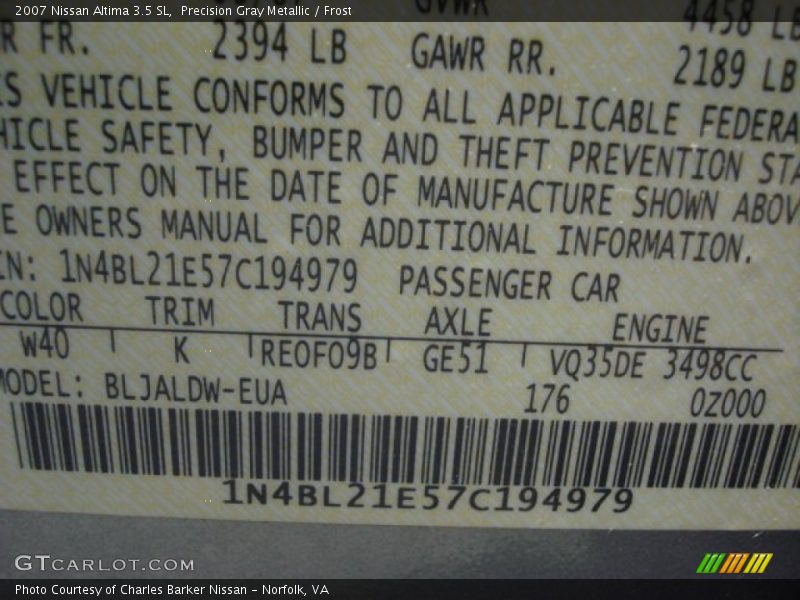 2007 Nissan Altima 3.5 SL,  Precision Gray Metallic / Frost
GVWR 4458 LB
R FR. 2394 LB GAWR RR. 2189 LB
S VEHICLE CONFORMS TO ALL APPLICABLE FEDERA
HICLE SAFETY, BUMPER AND THEFT PREVENTION STA
EFFECT ON THE DATE OF MANUFACTURE SHOWN ABOV
E OWNERS MANUAL FOR ADDITIONAL INFORMATION.
IN: 1N4BL21E57C194979 PASSENGER CAR
COLOR TRIM TRANS AXLE ENGINE
W40 K RE0F09B GE51 VQ35DE 3498CC
MODEL: BLJALDW-EUA 176 0Z000
1N4BL21E57C194979
GTCARLOT.COM
Photo Courtesy of Charles Barker Nissan - Norfolk, VA